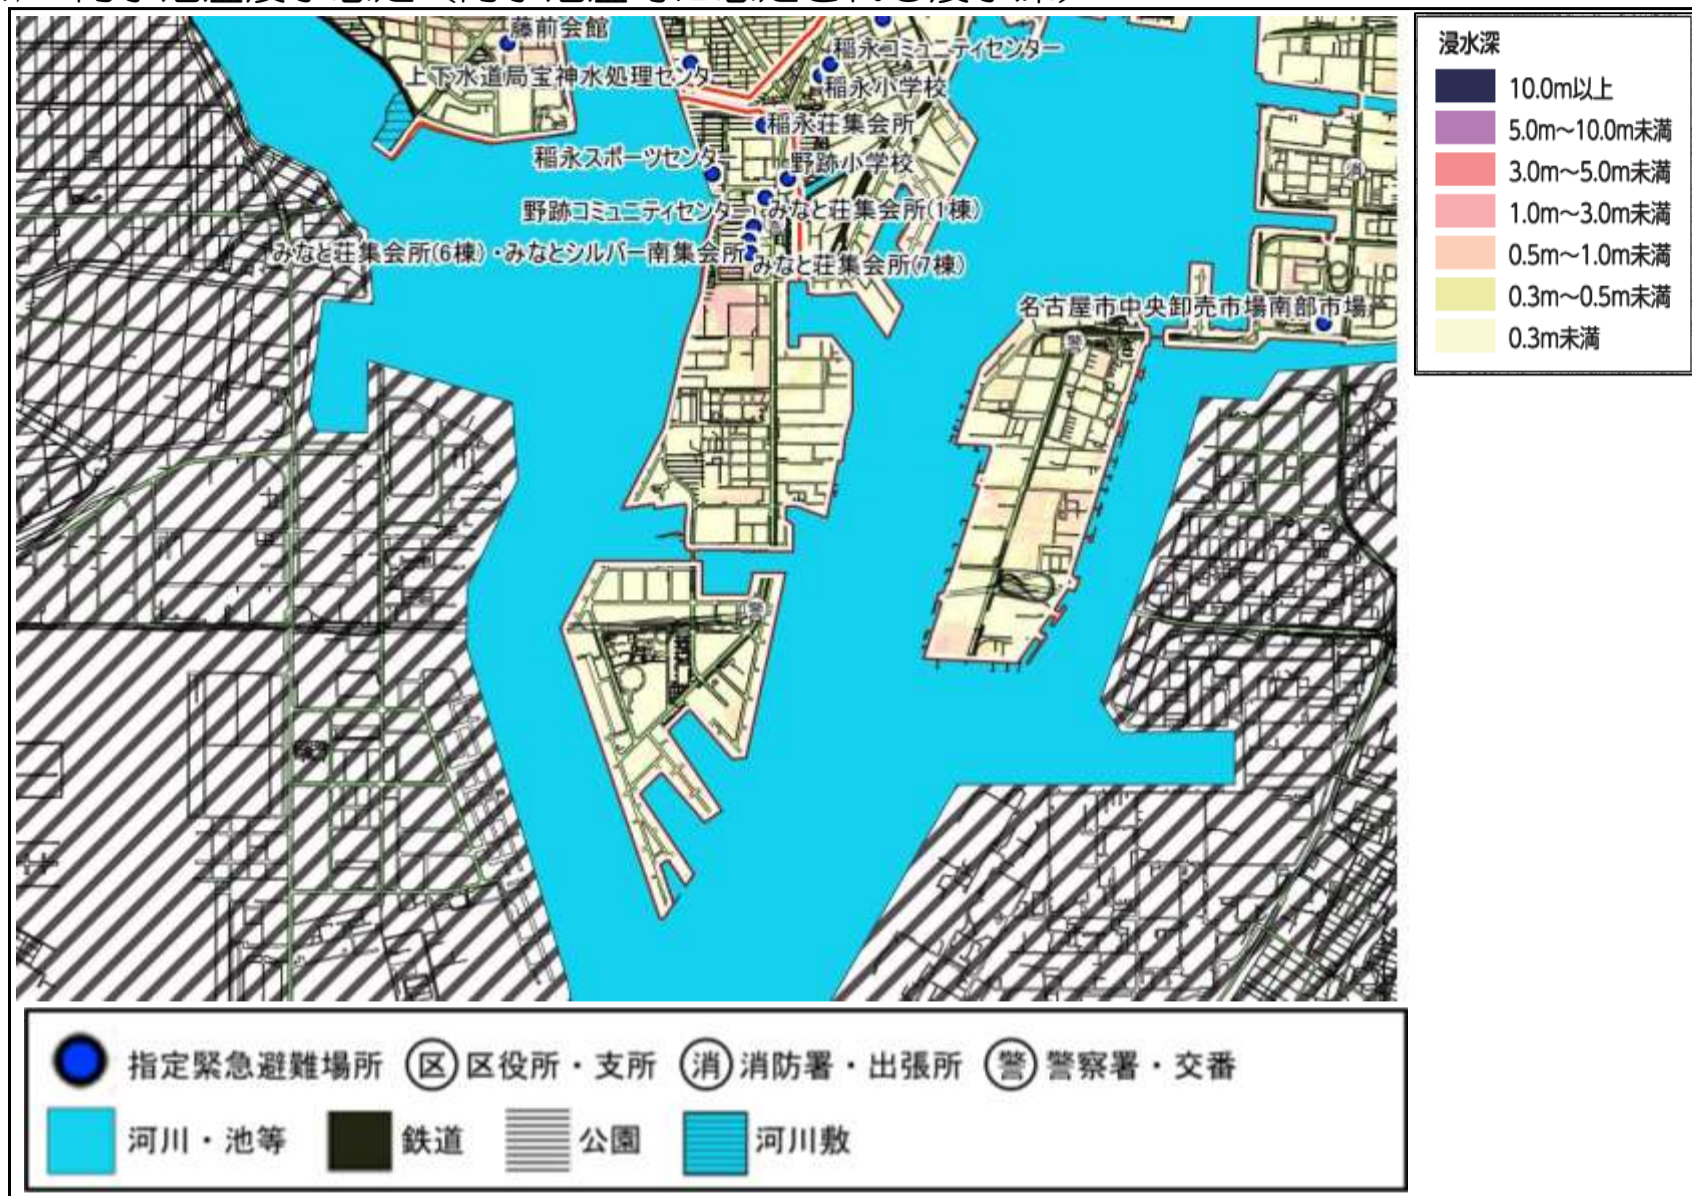 藤前会館
稲永コミュニティセンター
上下水道局宝神水処理センター
稲永小学校
稲永荘集会所
稲永スポーツセンター
野跡小学校
野跡コミュニティセンター
みなと荘集会所(1棟)
みなと荘集会所(6棟)・みなとシルバー南集会所
みなと荘集会所(7棟)
名古屋市中央卸売市場南部市場
消
警
警
浸水深
10.0m以上
5.0m～10.0m未満
3.0m～5.0m未満
1.0m～3.0m未満
0.5m～1.0m未満
0.3m～0.5m未満
0.3m未満
指定緊急避難場所 区 区役所・支所 消 消防署・出張所 警 警察署・交番
河川・池等 鉄道 公園 河川敷